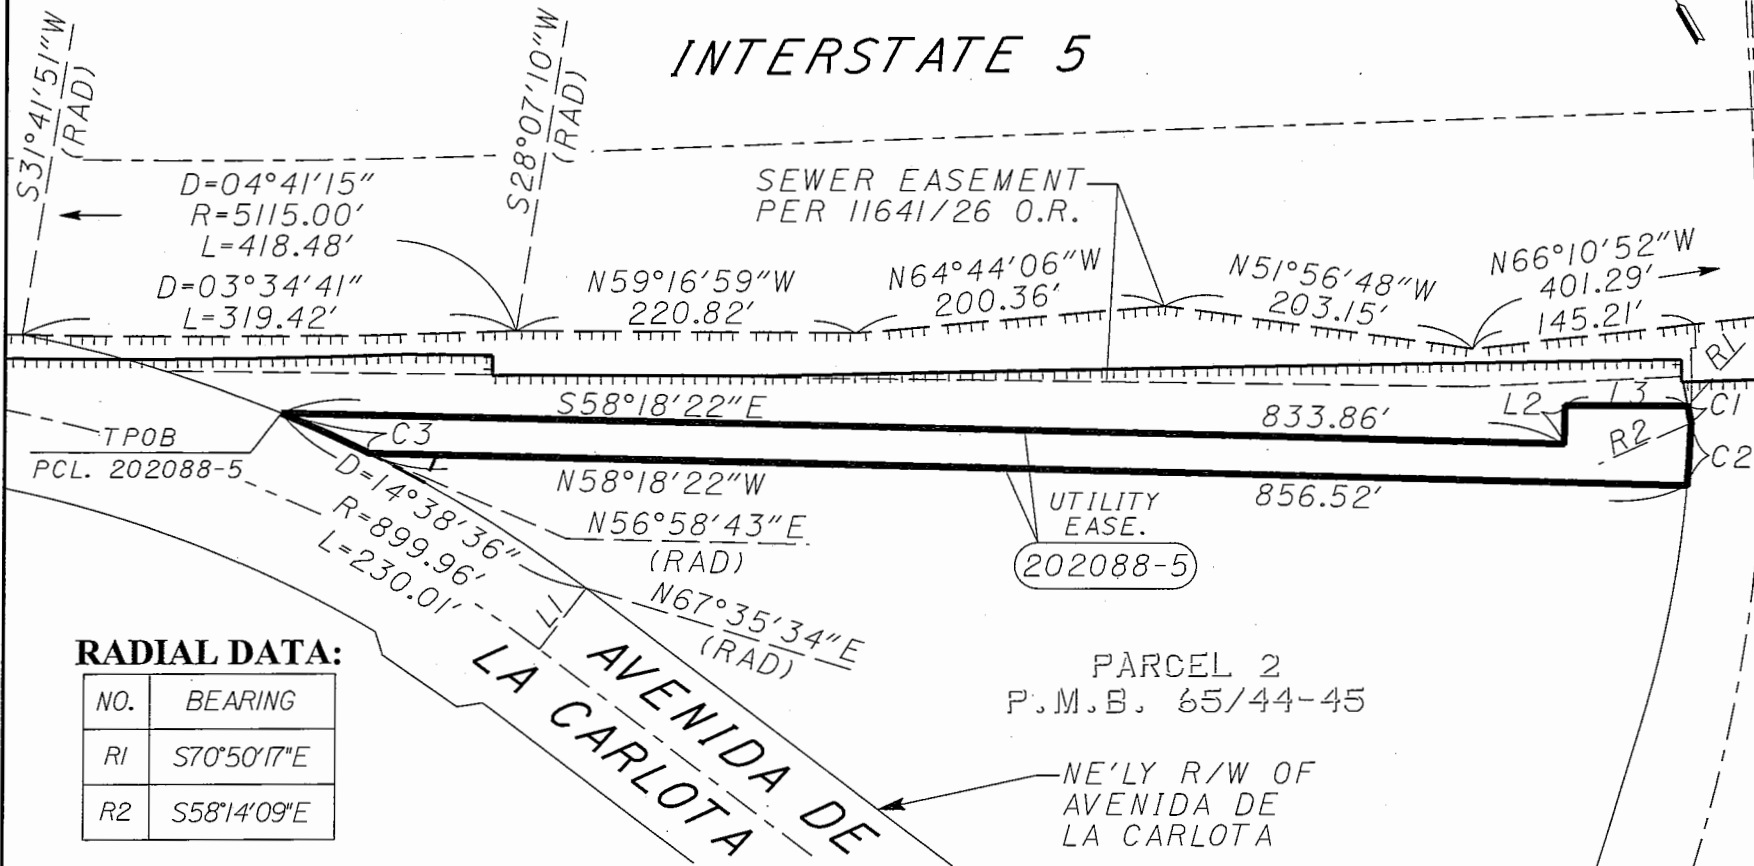 INTERSTATE 5
S31°41'51"W
(RAD)
S28°07'10"W
(RAD)
D=04°41'15"
R=5115.00'
L=418.48'
D=03°34'41"
L=319.42'
SEWER EASEMENT
PER 11641/26 O.R.
N59°16'59"W
220.82'
N64°44'06"W
200.36'
N51°56'48"W
203.15'
N66°10'52"W
401.29'
145.21'
R1
S58°18'22"E
833.86'
L2
L3
C1
R2
C2
TPOB
PCL. 202088-5
C3
D=14°38'36"
R=899.96'
L=230.01'
N58°18'22"W
856.52'
N56°58'43"E
(RAD)
UTILITY
EASE.
202088-5
L1
N67°35'34"E
(RAD)
AVENIDA DE
LA CARLOTA
PARCEL 2
P.M.B. 65/44-45
NE'LY R/W OF
AVENIDA DE
LA CARLOTA
RADIAL DATA:
NO. BEARING
R1 S70°50'17"E
R2 S58°14'09"E